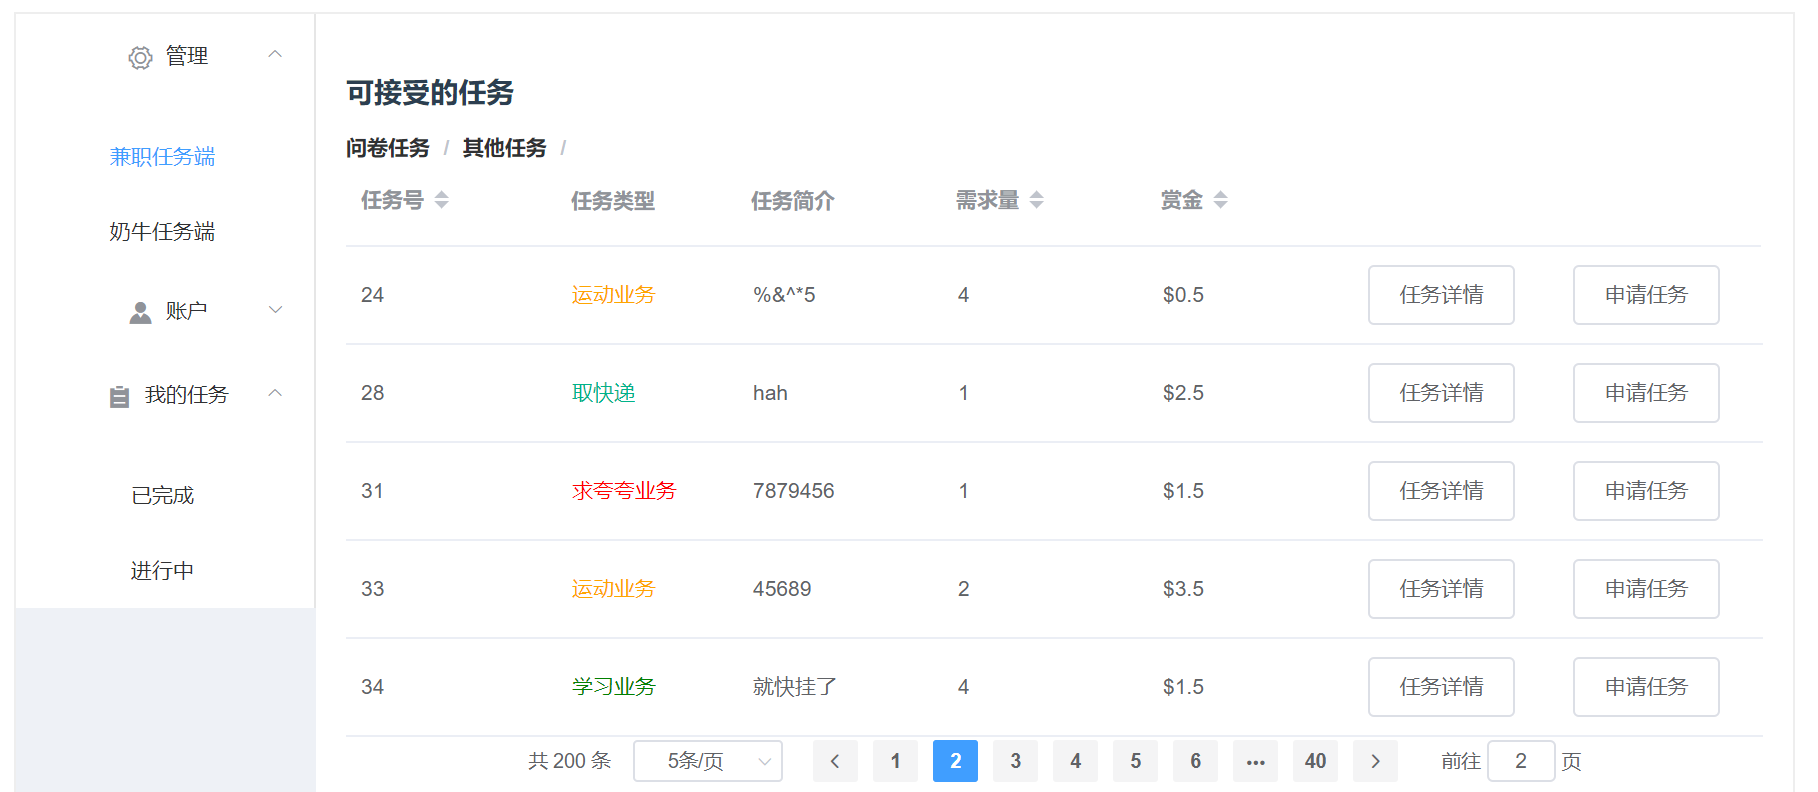 管理
兼职任务端
奶牛任务端
账户
我的任务
已完成
进行中
可接受的任务
问卷任务 / 其他任务 /
任务号 任务类型 任务简介 需求量 赏金
24 运动业务 %&^*5 4 $0.5 任务详情 申请任务
28 取快递 hah 1 $2.5 任务详情 申请任务
31 求夸夸业务 7879456 1 $1.5 任务详情 申请任务
33 运动业务 45689 2 $3.5 任务详情 申请任务
34 学习业务 就快挂了 4 $1.5 任务详情 申请任务
共 200 条 5条/页 1 2 3 4 5 6 ••• 40 前往 2 页